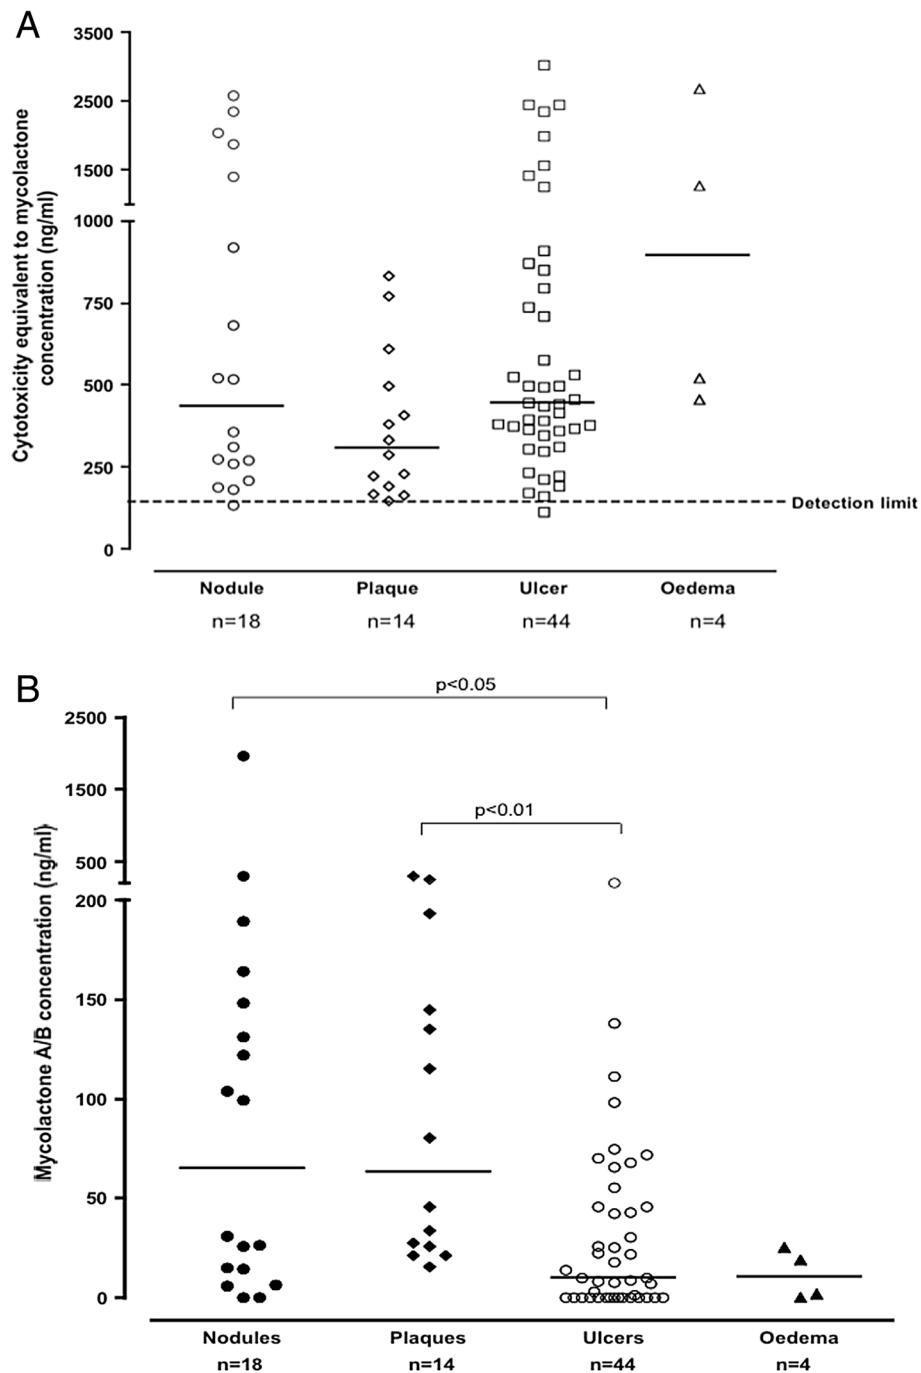 A
Cytotoxicity equivalent to mycolactone
concentration (ng/ml)
3500
2500
1500
1000
750
500
250
0
Detection limit
Nodule Plaque Ulcer Oedema
n=18 n=14 n=44 n=4
B
p<0.05
p<0.01
Mycolactone A/B concentration (ng/ml)
2500
1500
500
200
150
100
50
0
Nodules Plaques Ulcers Oedema
n=18 n=14 n=44 n=4